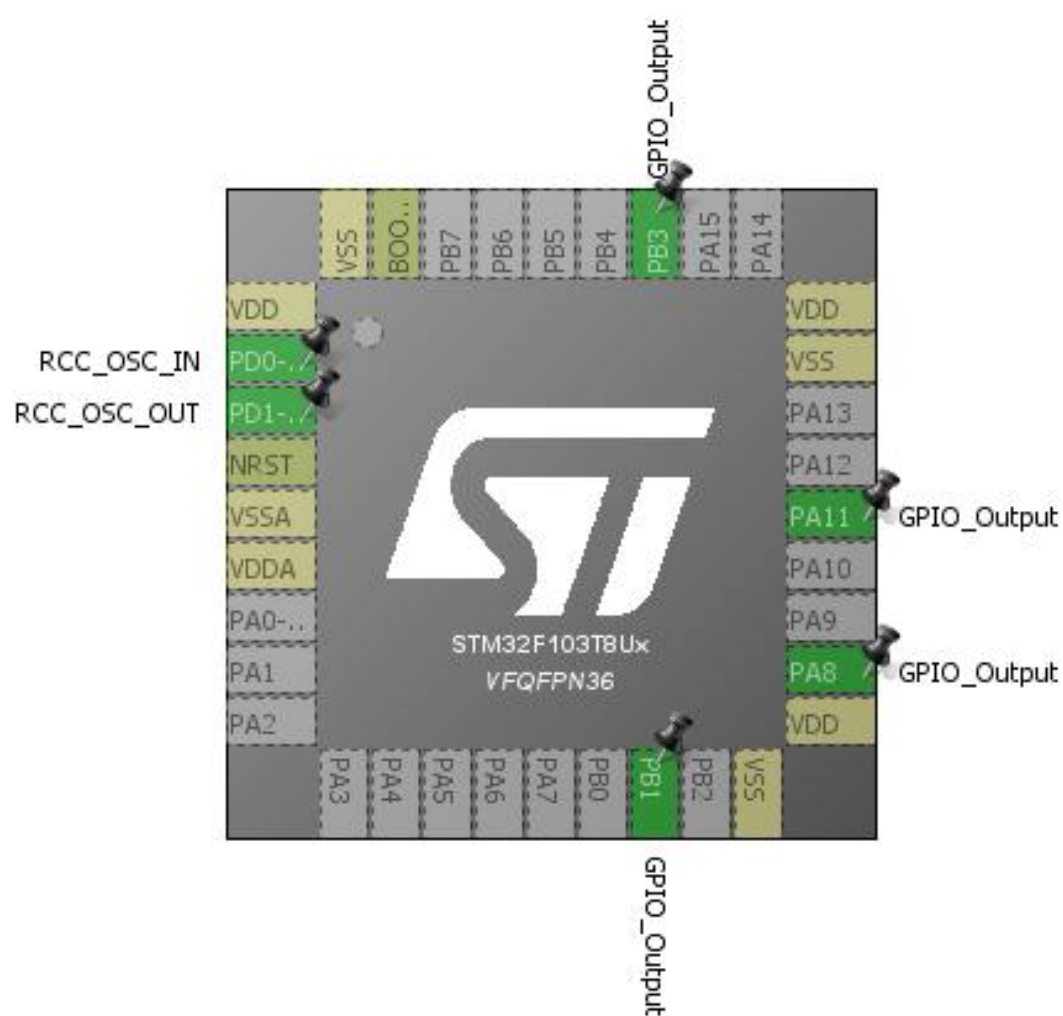 GPIO_Output
VSS
BOO..
PB7
PB6
PB5
PB4
PB3
PA15
PA14
VDD
RCC_OSC_IN
PD0-..
RCC_OSC_OUT
PD1-..
NRST
VSSA
VDDA
PA0-..
PA1
PA2
VDD
VSS
PA13
PA12
PA11
GPIO_Output
PA10
PA9
PA8
GPIO_Output
VDD
STM32F103T8Ux
VFQFPN36
PA3
PA4
PA5
PA6
PA7
PB0
PB1
PB2
VSS
GPIO_Output